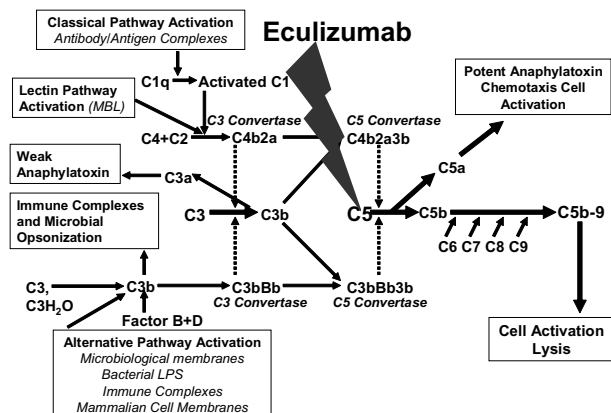 Classical Pathway Activation
Antibody/Antigen Complexes
Eculizumab
C1q
Activated C1
Potent Anaphylatoxin
Chemotaxis Cell
Activation
Lectin Pathway
Activation (MBL)
C3 Convertase
C5 Convertase
C4+C2
C4b2a
C4b2a3b
Weak
Anaphylatoxin
C3a
C5a
Immune Complexes
and Microbial
Opsonization
C3
C3b
C5
C5b
C5b-9
C6
C7
C8
C9
C3,
C3H2O
C3b
C3bBb
C3 Convertase
C3bBb3b
C5 Convertase
Factor B+D
Cell Activation
Lysis
Alternative Pathway Activation
Microbiological membranes
Bacterial LPS
Immune Complexes
Mammalian Cell Membranes